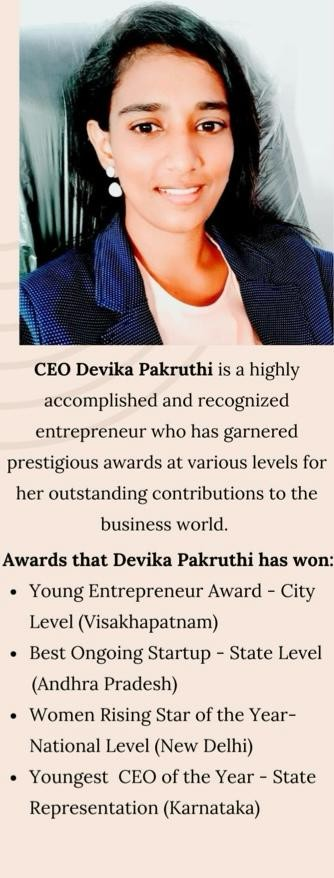 CEO Devika Pakruthi is a highly
accomplished and recognized
entrepreneur who has garnered
prestigious awards at various levels for
her outstanding contributions to the
business world.
Awards that Devika Pakruthi has won:
• Young Entrepreneur Award - City
Level (Visakhapatnam)
• Best Ongoing Startup - State Level
(Andhra Pradesh)
• Women Rising Star of the Year-
National Level (New Delhi)
• Youngest  CEO of the Year - State
Representation (Karnataka)